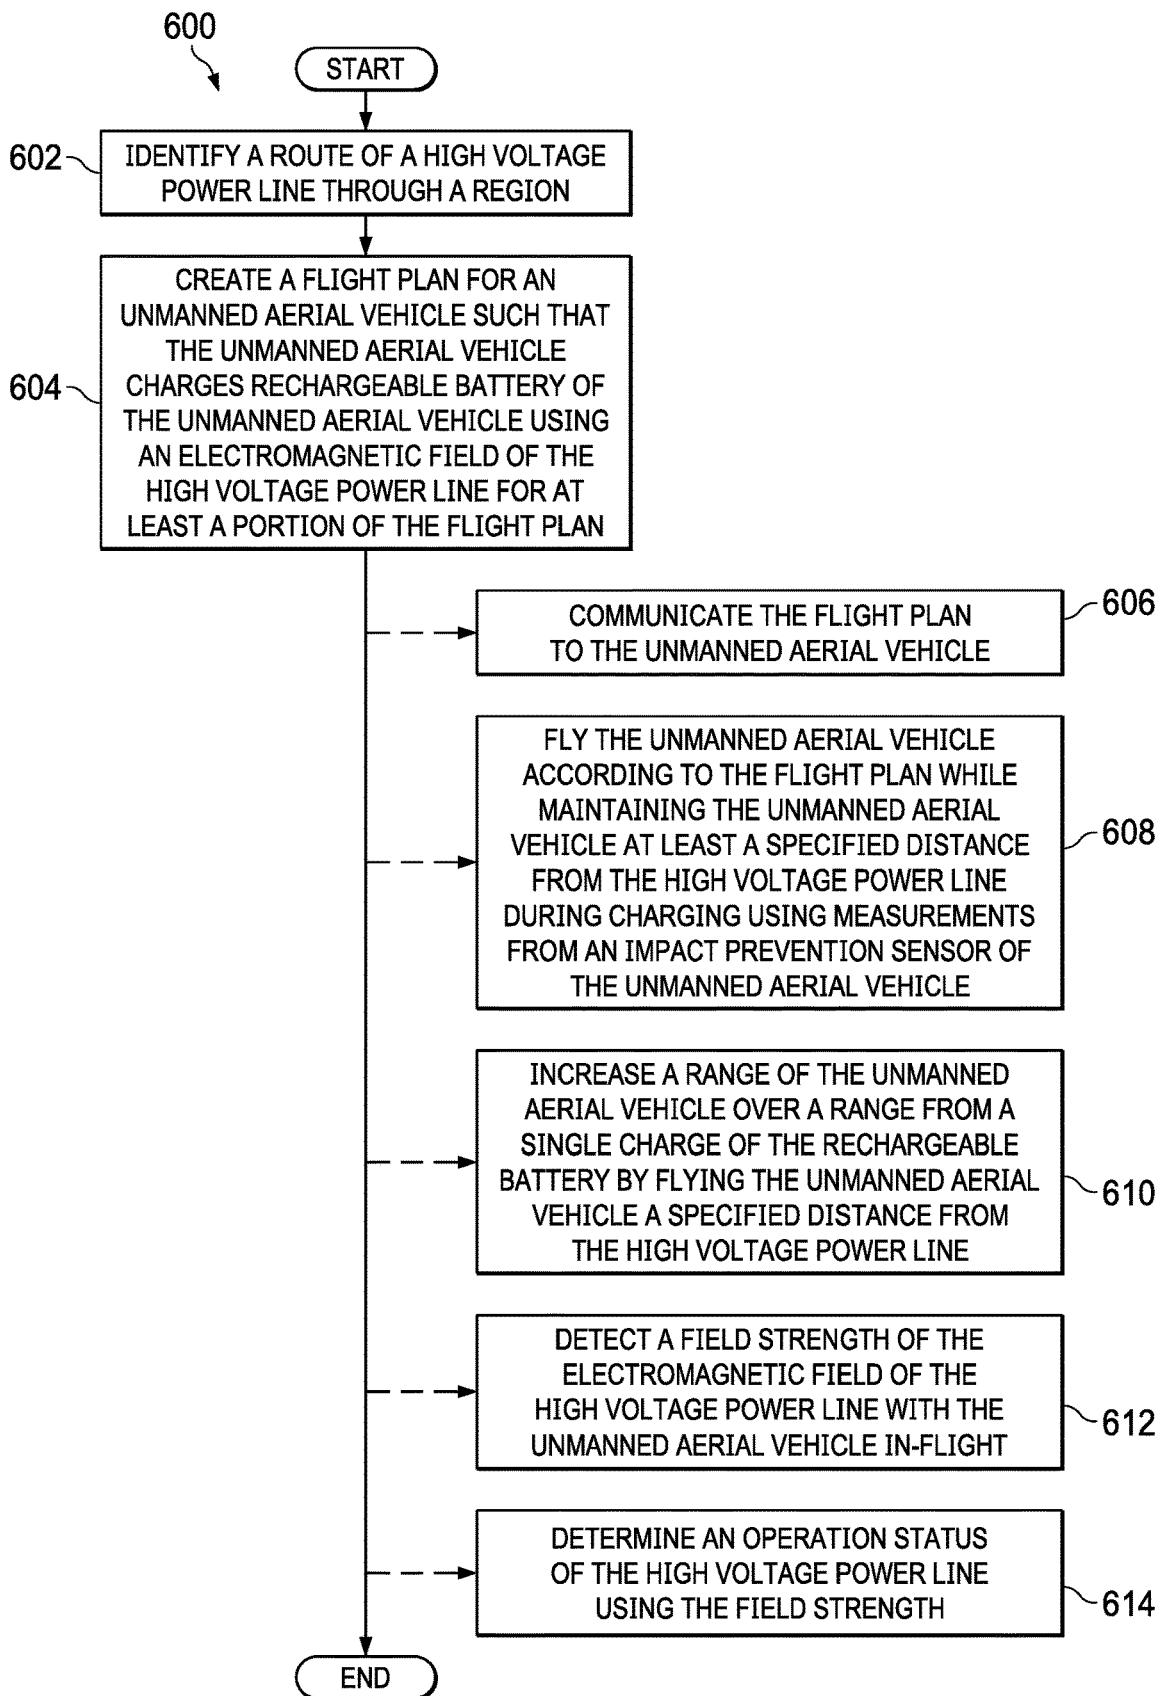 600
START
602
IDENTIFY A ROUTE OF A HIGH VOLTAGE
POWER LINE THROUGH A REGION
604
CREATE A FLIGHT PLAN FOR AN
UNMANNED AERIAL VEHICLE SUCH THAT
THE UNMANNED AERIAL VEHICLE
CHARGES RECHARGEABLE BATTERY OF
THE UNMANNED AERIAL VEHICLE USING
AN ELECTROMAGNETIC FIELD OF THE
HIGH VOLTAGE POWER LINE FOR AT
LEAST A PORTION OF THE FLIGHT PLAN
COMMUNICATE THE FLIGHT PLAN
TO THE UNMANNED AERIAL VEHICLE
606
FLY THE UNMANNED AERIAL VEHICLE
ACCORDING TO THE FLIGHT PLAN WHILE
MAINTAINING THE UNMANNED AERIAL
VEHICLE AT LEAST A SPECIFIED DISTANCE
FROM THE HIGH VOLTAGE POWER LINE
DURING CHARGING USING MEASUREMENTS
FROM AN IMPACT PREVENTION SENSOR OF
THE UNMANNED AERIAL VEHICLE
608
INCREASE A RANGE OF THE UNMANNED
AERIAL VEHICLE OVER A RANGE FROM A
SINGLE CHARGE OF THE RECHARGEABLE
BATTERY BY FLYING THE UNMANNED AERIAL
VEHICLE A SPECIFIED DISTANCE FROM
THE HIGH VOLTAGE POWER LINE
610
DETECT A FIELD STRENGTH OF THE
ELECTROMAGNETIC FIELD OF THE
HIGH VOLTAGE POWER LINE WITH THE
UNMANNED AERIAL VEHICLE IN-FLIGHT
612
DETERMINE AN OPERATION STATUS
OF THE HIGH VOLTAGE POWER LINE
USING THE FIELD STRENGTH
614
END